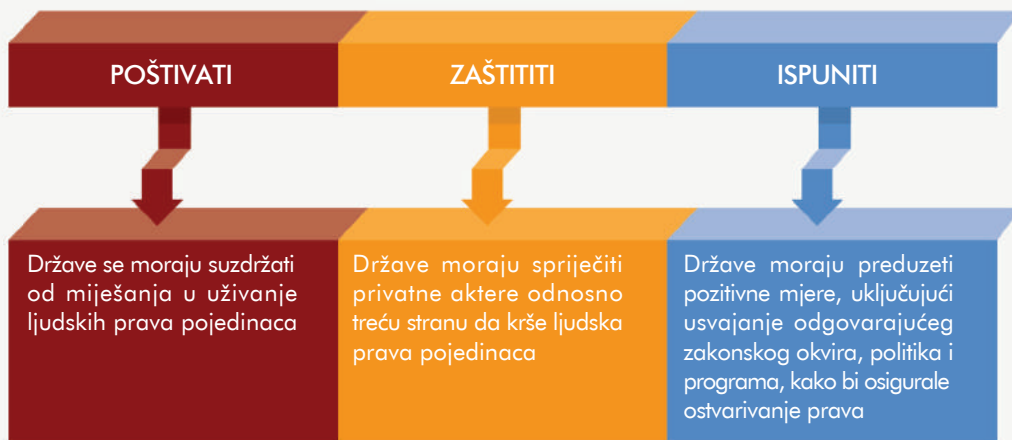 POŠTIVATI
ZAŠTITITI
ISPUNITI
Države se moraju suzdržati
od miješanja u uživanje
ljudskih prava pojedinaca
Države moraju spriječiti
privatne aktere odnosno
treću stranu da krše ljudska
prava pojedinaca
Države moraju preduzeti
pozitivne mjere, uključujući
usvajanje odgovarajućeg
zakonskog okvira, politika i
programa, kako bi osigurale
ostvarivanje prava